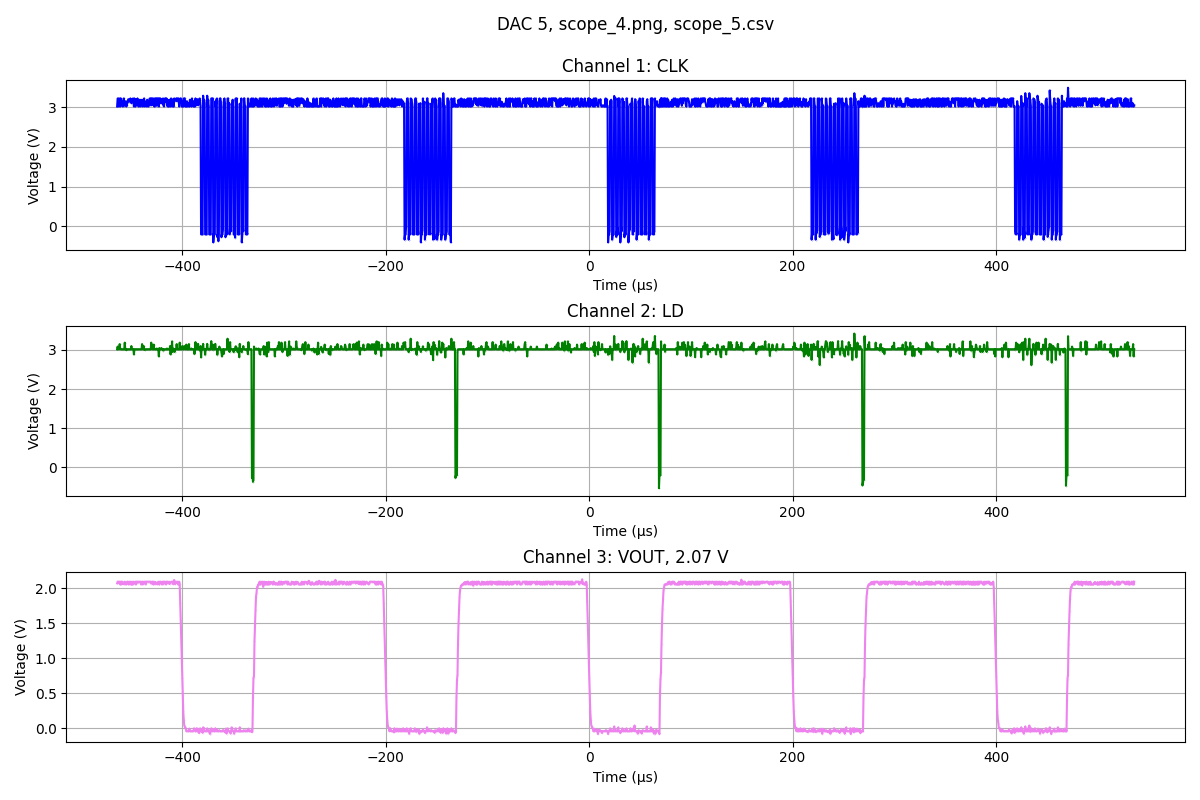 DAC 5, scope_4.png, scope_5.csv
Channel 1: CLK
Voltage (V)
3
2
1
0
−400 −200 0 200 400
Time (μs)
Channel 2: LD
Voltage (V)
3
2
1
0
−400 −200 0 200 400
Time (μs)
Channel 3: VOUT, 2.07 V
Voltage (V)
2.0
1.5
1.0
0.5
0.0
−400 −200 0 200 400
Time (μs)